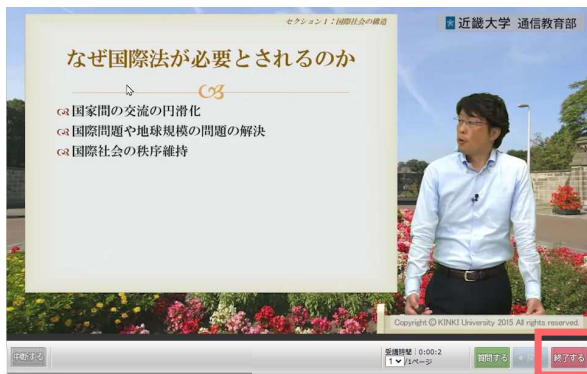 セクション1：国際社会の構造
近畿大学 通信教育部
なぜ国際法が必要とされるのか
国家間の交流の円滑化
国際問題や地球規模の問題の解決
国際社会の秩序維持
Copyright © KINKI University 2015 All rights reserved.
中断する
受講時間：0:00:2
1 /1ページ
質問する
終了する